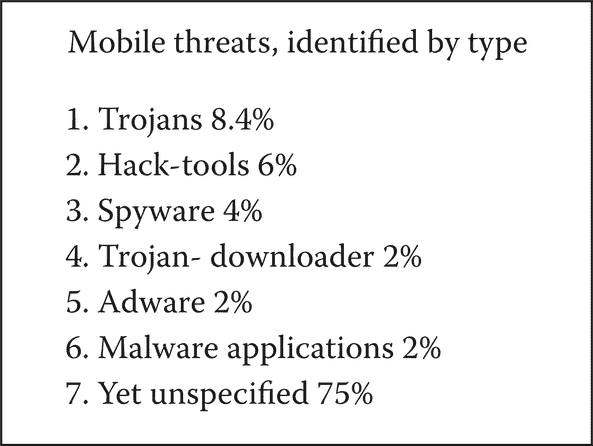 Mobile threats, identified by type
1. Trojans 8.4%
2. Hack-tools 6%
3. Spyware 4%
4. Trojan- downloader 2%
5. Adware 2%
6. Malware applications 2%
7. Yet unspecified 75%